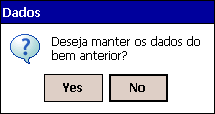 Dados
Deseja manter os dados do
bem anterior?
Yes
No